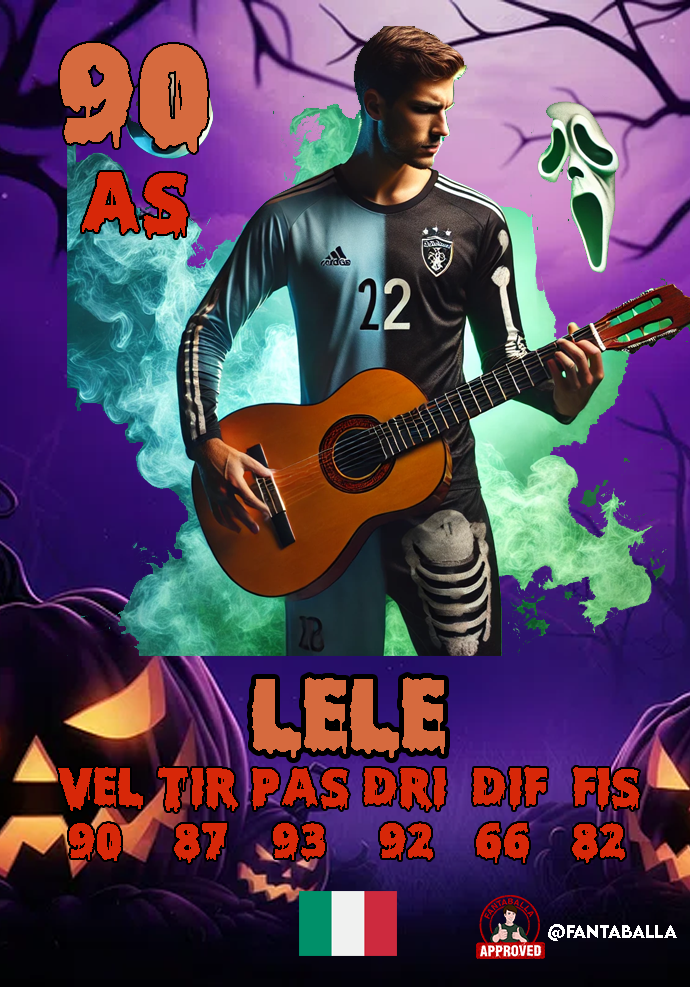 90
AS
22
LELE
VEL TIR PAS DRI DIF FIS
90 87 93 92 66 82
FANTABALLA
APPROVED
@FANTABALLA